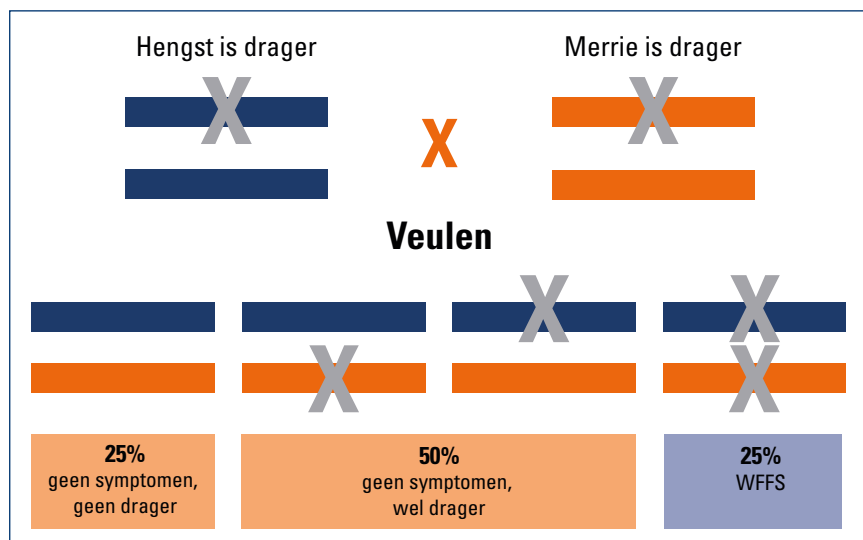 Hengst is drager
Merrie is drager
X
X
X
Veulen
X
X
X
X
25%
geen symptomen,
geen drager
50%
geen symptomen,
wel drager
25%
WFFS